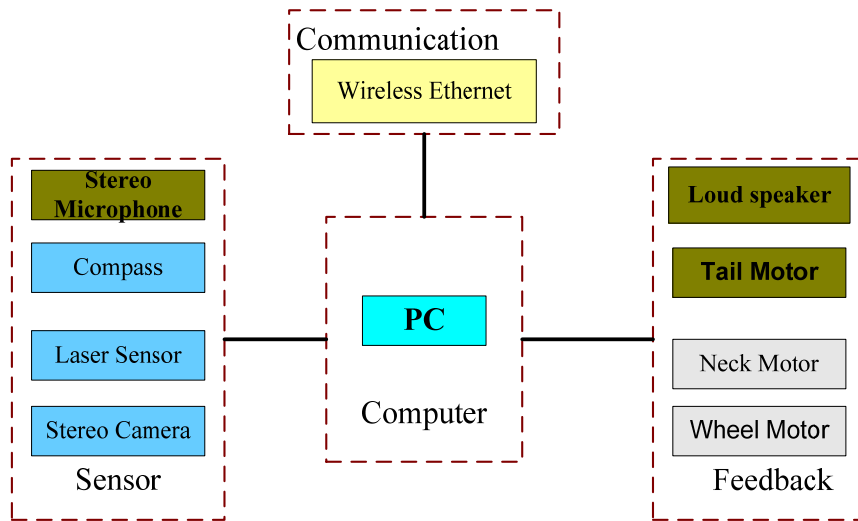 Communication
Wireless Ethernet
Stereo
Microphone
Compass
Laser Sensor
Stereo Camera
Sensor
PC
Computer
Loud speaker
Tail Motor
Neck Motor
Wheel Motor
Feedback